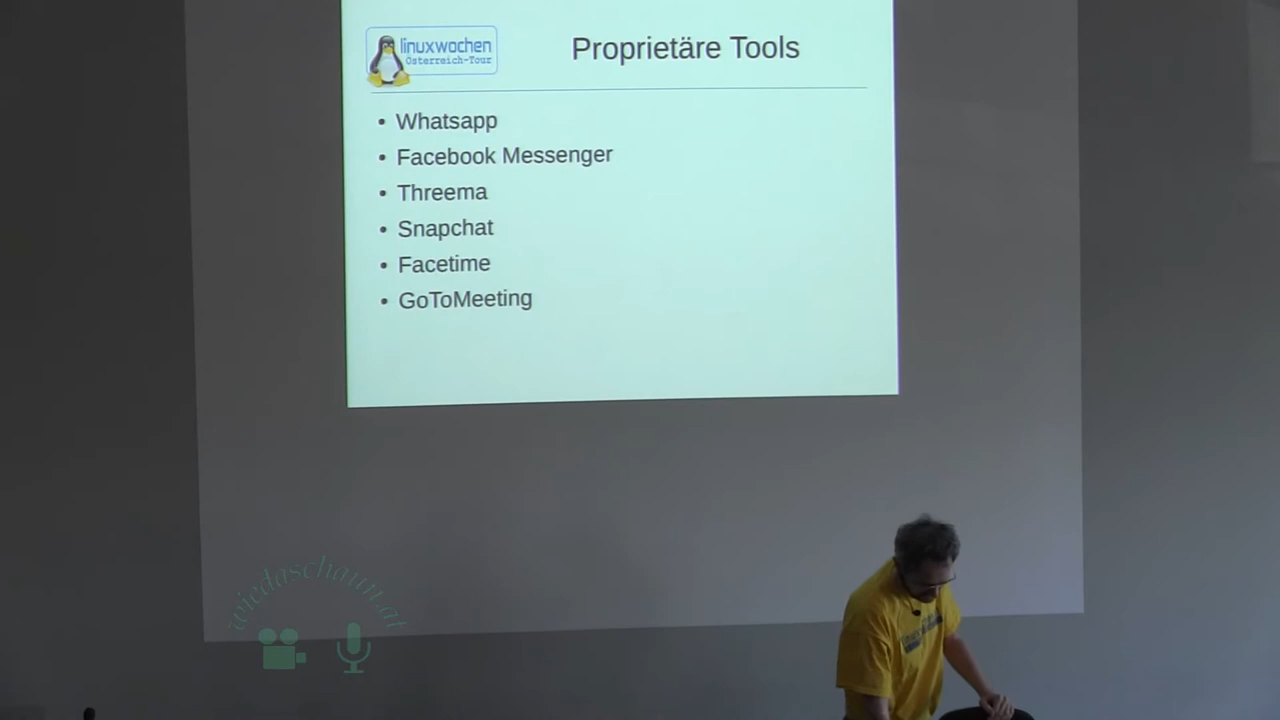 linuxwochen
Österreich-Tour
Proprietäre Tools
• Whatsapp
• Facebook Messenger
• Threema
• Snapchat
• Facetime
• GoToMeeting
wiedaschaun.at